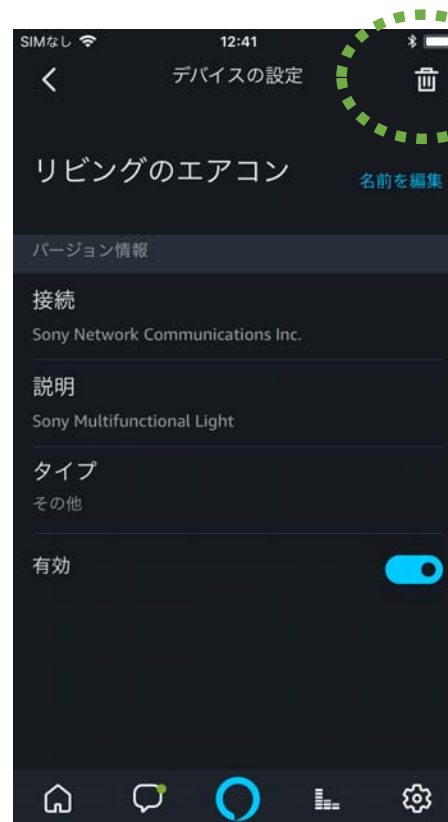 SIMなし 12:41
デバイスの設定
リビングのエアコン
名前を編集
バージョン情報
接続
Sony Network Communications Inc.
説明
Sony Multifunctional Light
タイプ
その他
有効